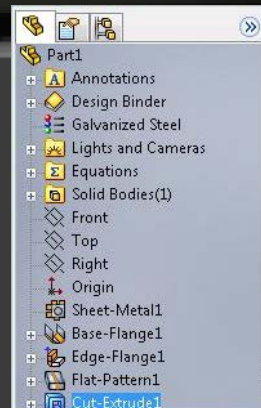 Part1
Annotations
Design Binder
Galvanized Steel
Lights and Cameras
Equations
Solid Bodies(1)
Front
Top
Right
Origin
Sheet-Metal1
Base-Flange1
Edge-Flange1
Flat-Pattern1
Cut-Extrude1